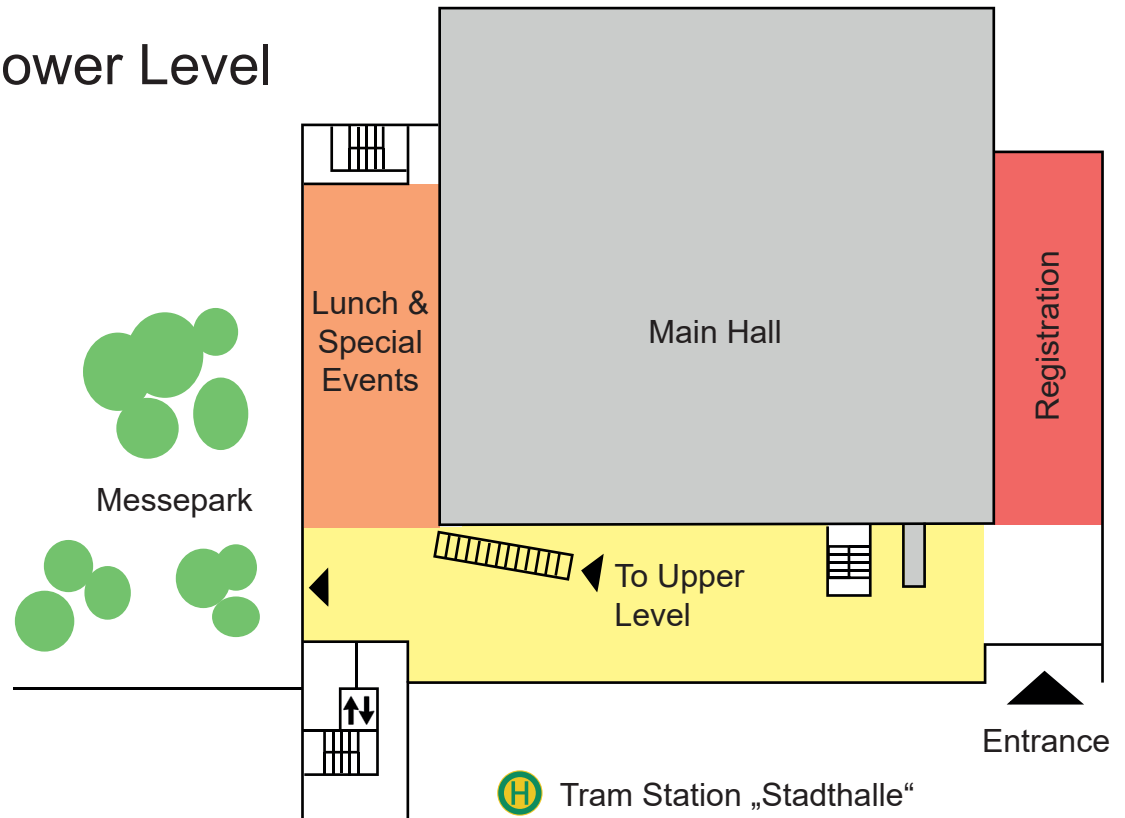 ower Level
Lunch &
Special
Events
Main Hall
Registration
Messepark
To Upper
Level
Entrance
H
Tram Station „Stadthalle“